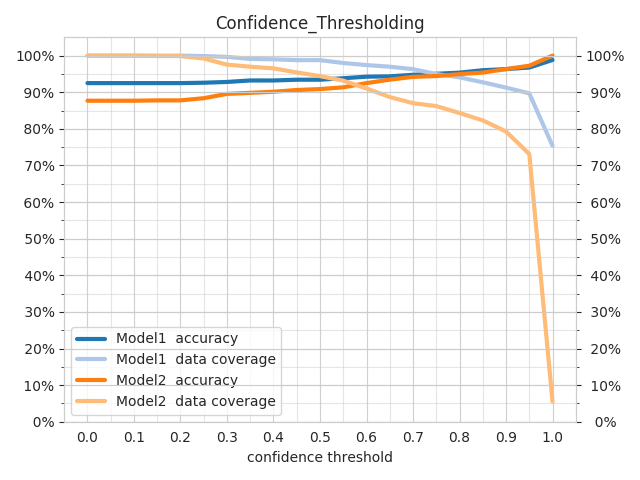 Confidence_Thresholding
100% 100%
90% 90%
80% 80%
70% 70%
60% 60%
50% 50%
40% 40%
30% 30%
20% 20%
10% 10%
0% 0%
Model1 accuracy
Model1 data coverage
Model2 accuracy
Model2 data coverage
0.0 0.1 0.2 0.3 0.4 0.5 0.6 0.7 0.8 0.9 1.0
confidence threshold